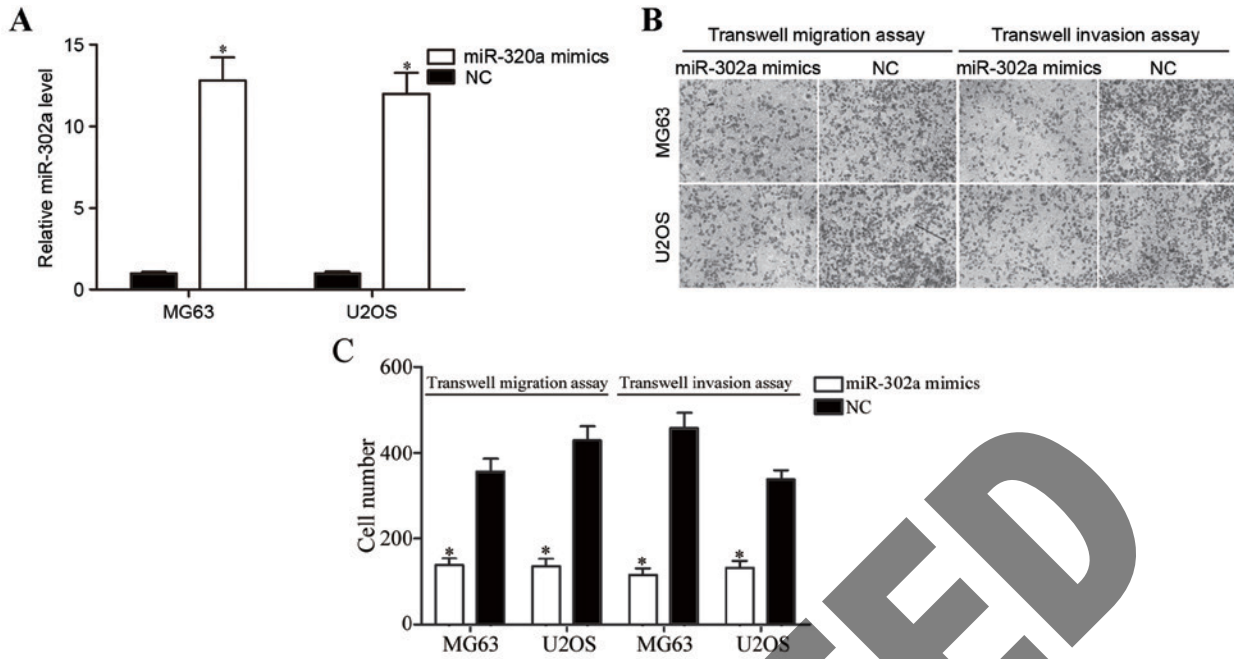 A
Relative miR-302a level
15
10
5
0
*
*
miR-320a mimics
NC
MG63
U2OS
B
Transwell migration assay
Transwell invasion assay
miR-302a mimics
NC
miR-302a mimics
NC
MG63
U2OS
C
Cell number
600
400
200
0
Transwell migration assay
Transwell invasion assay
miR-302a mimics
NC
*
*
*
*
MG63
U2OS
MG63
U2OS
TED